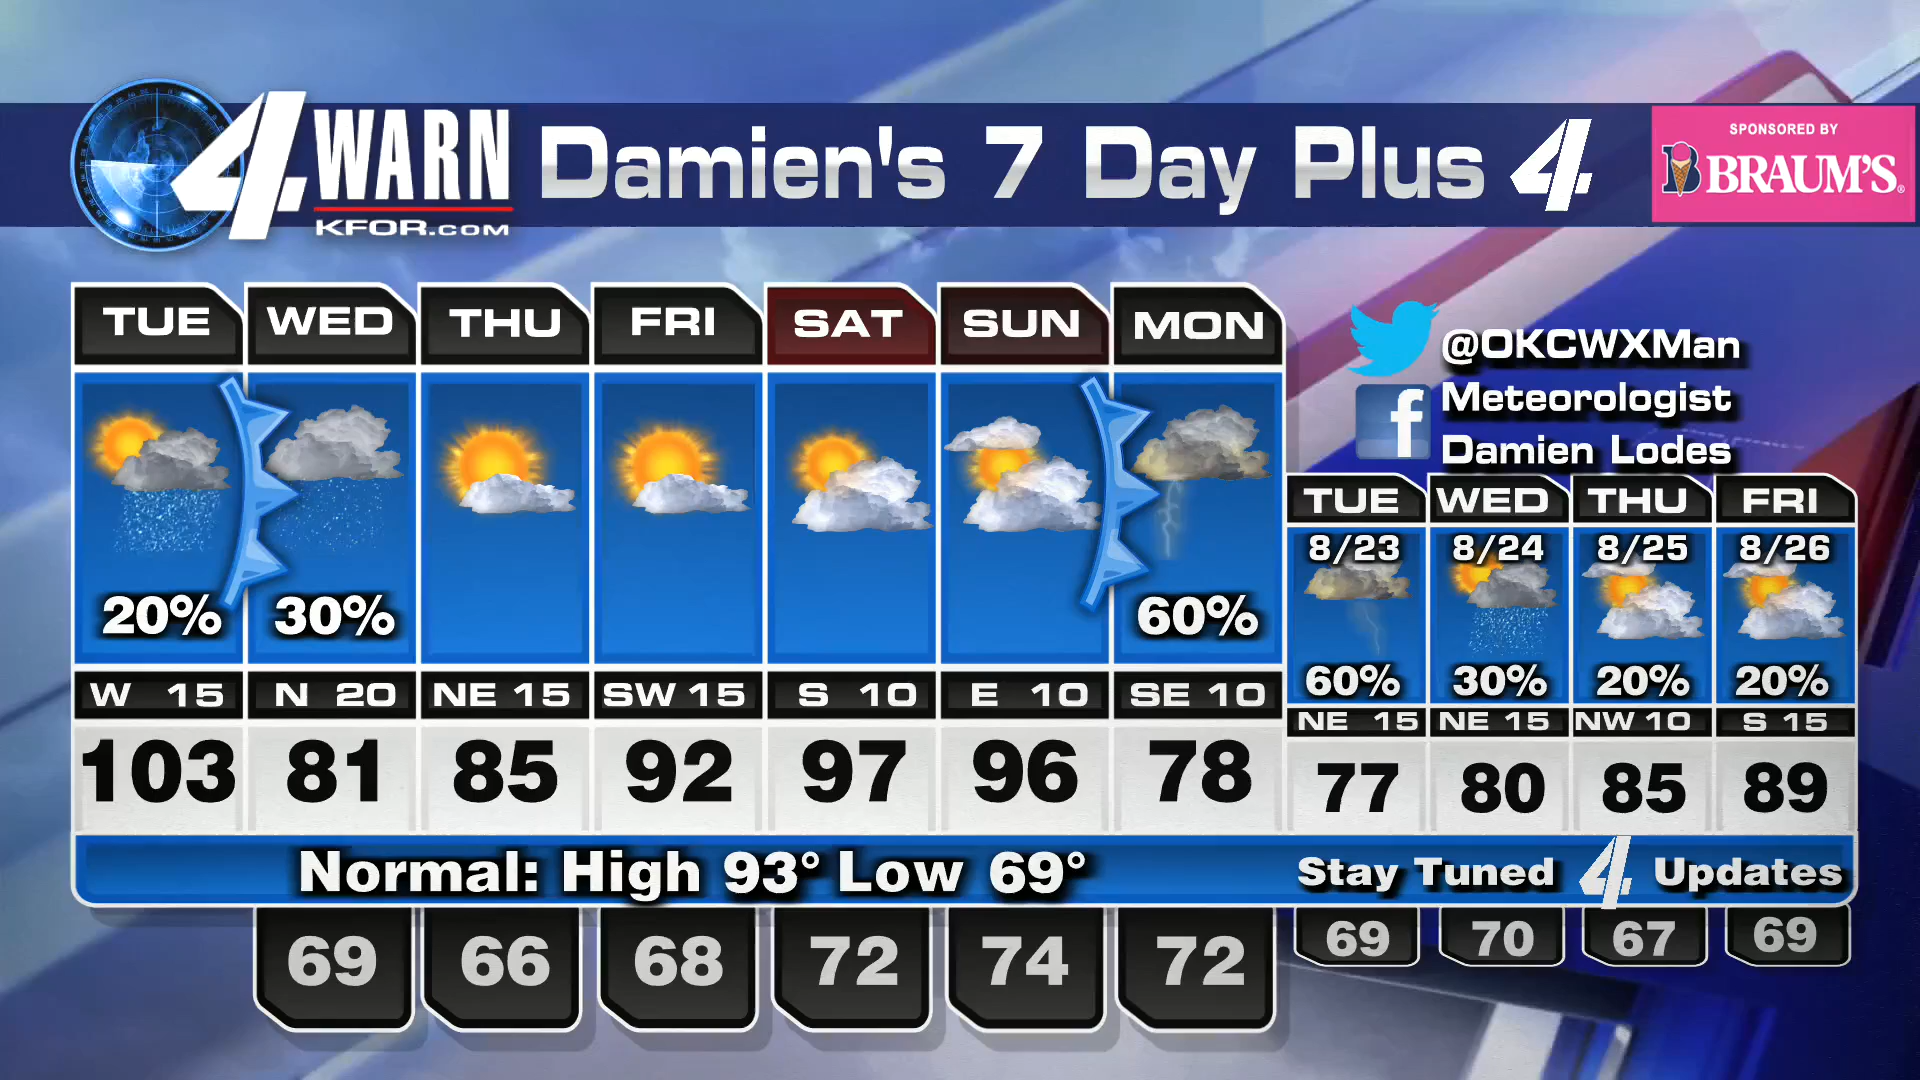 4WARN
KFOR.COM
Damien's 7 Day Plus 4
SPONSORED BY
BRAUM'S
@OKCWXMan
Meteorologist
Damien Lodes
TUE WED THU FRI SAT SUN MON
20% 30% 60%
W 15 N 20 NE 15 SW 15 S 10 E 10 SE 10
103 81 85 92 97 96 78
TUE WED THU FRI
8/23 8/24 8/25 8/26
60% 30% 20% 20%
NE 15 NE 15 NW 10 S 15
77 80 85 89
Normal: High 93° Low 69°
Stay Tuned 4 Updates
69 66 68 72 74 72
69 70 67 69